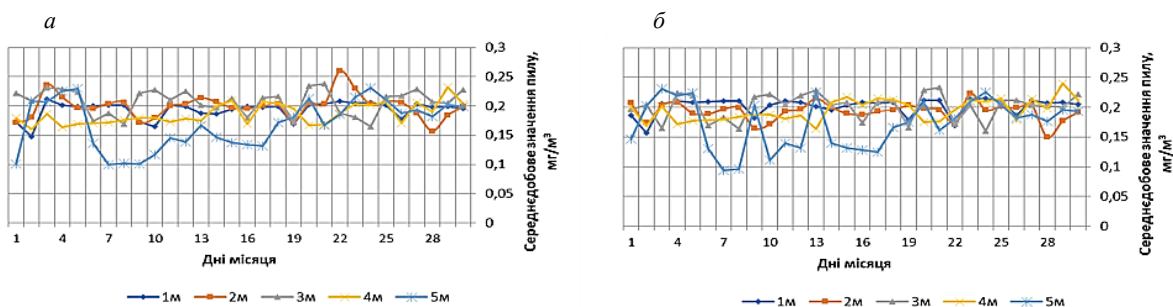 а
0,3
0,25
0,2
0,15
0,1
0,05
0
Середнєдобове значення пилу,
мг/м³
1 4 7 10 13 16 19 22 25 28
Дні місяця
1м 2м 3м 4м 5м
б
0,3
0,25
0,2
0,15
0,1
0,05
0
Середнєдобове значення пилу,
мг/м³
1 4 7 10 13 16 19 22 25 28
Дні місяця
1м 2м 3м 4м 5м